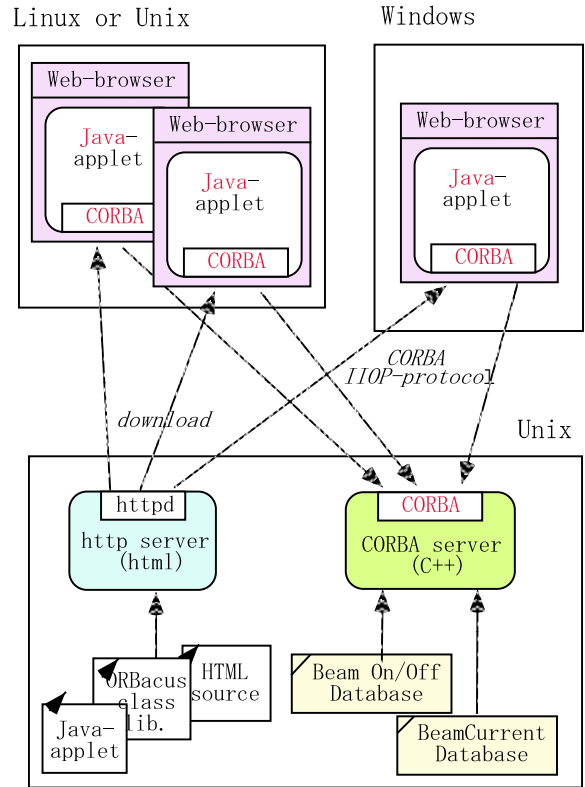 Linux or Unix
Windows
Web-browser
Java-
applet
CORBA
Web-browser
Java-
applet
CORBA
Web-browser
Java-
applet
CORBA
CORBA
IIOP-protocol
download
Unix
httpd
http server
(html)
CORBA
CORBA server
(C++)
HTML
source
ORBacus
class
lib.
Java-
applet
Beam On/Off
Database
BeamCurrent
Database